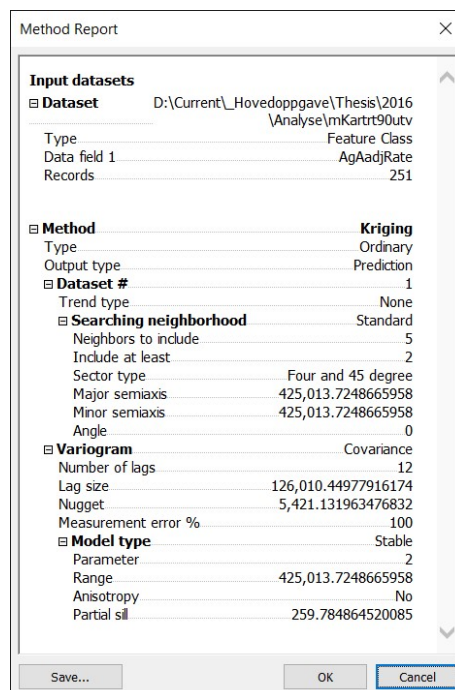 Method Report
Input datasets
Dataset D:\Current\_Hovedoppgave\Thesis\2016
\Analyse\mKartrt90utv
Type Feature Class
Data field 1 AgAadjRate
Records 251
Method Kriging
Type Ordinary
Output type Prediction
Dataset # 1
Trend type None
Searching neighborhood Standard
Neighbors to include 5
Include at least 2
Sector type Four and 45 degree
Major semiaxis 425,013.7248665958
Minor semiaxis 425,013.7248665958
Angle 0
Variogram Covariance
Number of lags 12
Lag size 126,010.44977916174
Nugget 5,421.131963476832
Measurement error % 100
Model type Stable
Parameter 2
Range 425,013.7248665958
Anisotropy No
Partial sill 259.784864520085
Save... OK Cancel